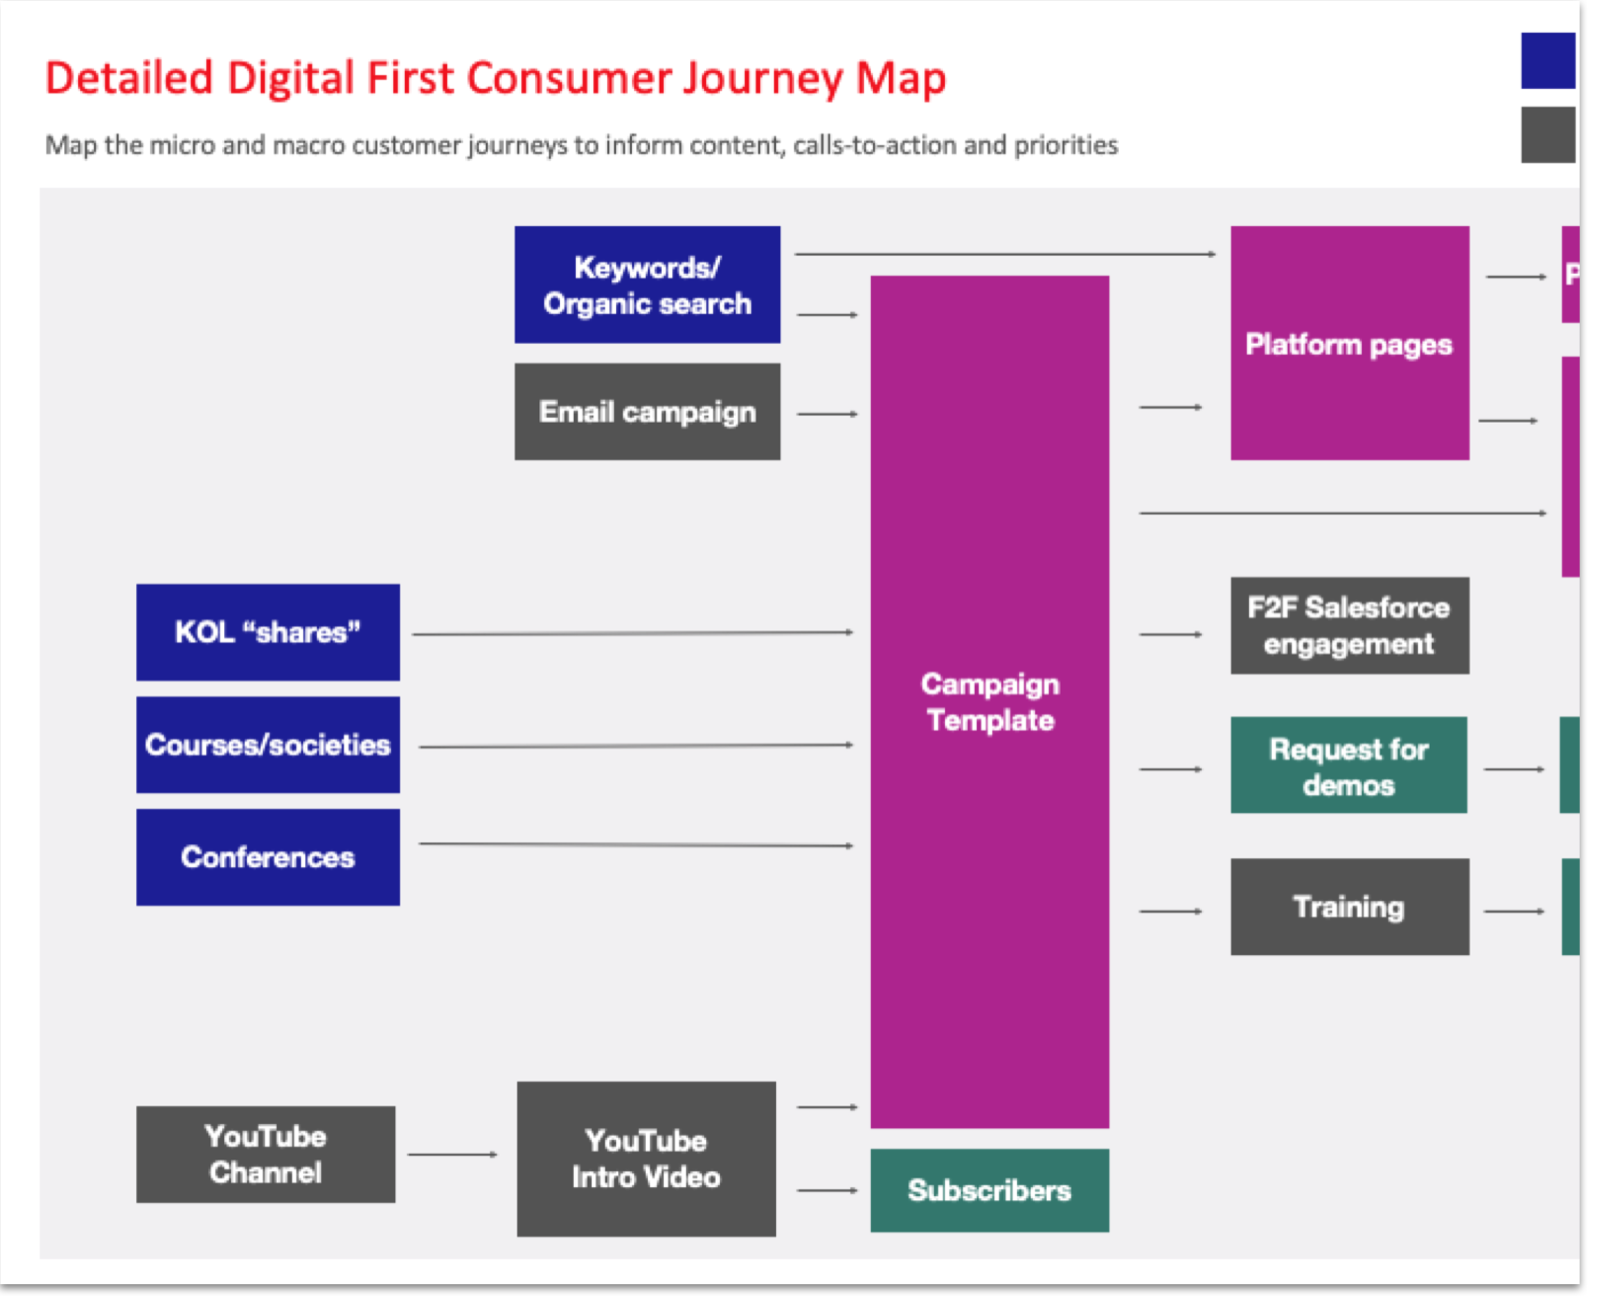 Detailed Digital First Consumer Journey Map
Map the micro and macro customer journeys to inform content, calls-to-action and priorities
Keywords/
Organic search
Email campaign
Platform pages
P
KOL “shares”
Courses/societies
Conferences
Campaign
Template
F2F Salesforce
engagement
Request for
demos
Training
YouTube
Channel
YouTube
Intro Video
Subscribers